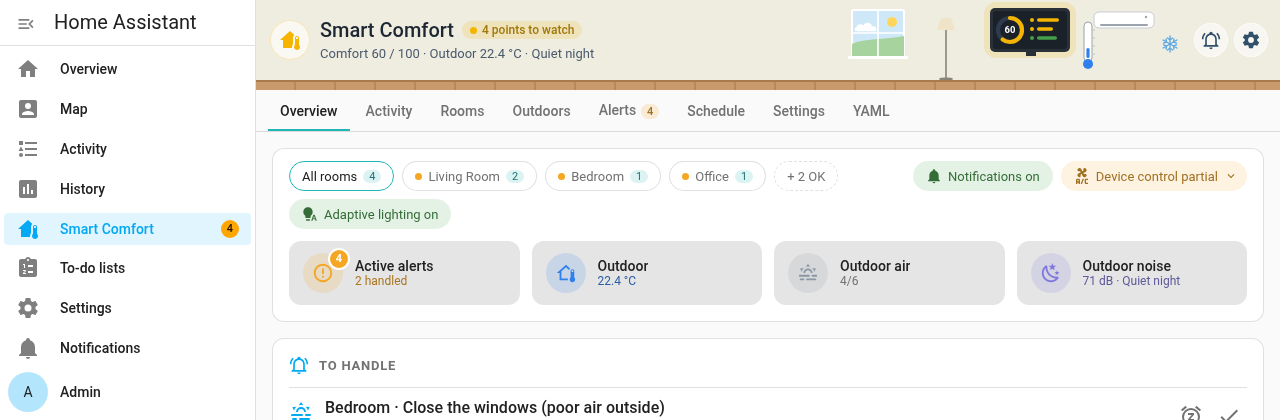 Home Assistant
Overview
Map
Activity
History
Smart Comfort 4
To-do lists
Settings
Notifications
A Admin
Smart Comfort 4 points to watch
Comfort 60 / 100 · Outdoor 22.4 °C · Quiet night
60
Overview Activity Rooms Outdoors Alerts 4 Schedule Settings YAML
All rooms 4 Living Room 2 Bedroom 1 Office 1 + 2 OK Notifications on R/C Device control partial
A Adaptive lighting on
4 Active alerts
2 handled
Outdoor
22.4 °C
Outdoor air
4/6
Outdoor noise
71 dB · Quiet night
TO HANDLE
Bedroom · Close the windows (poor air outside)